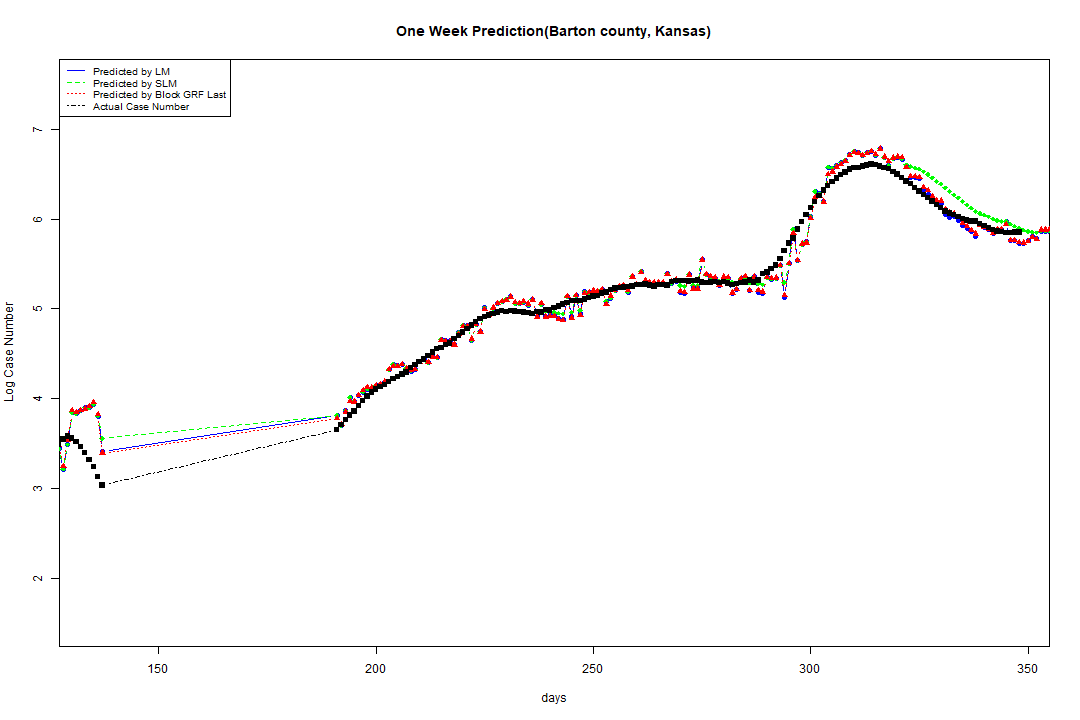 One Week Prediction(Barton county, Kansas)
Predicted by LM
Predicted by SLM
Predicted by Block GRF Last
Actual Case Number
7
6
5
4
3
2
Log Case Number
150 200 250 300 350
days